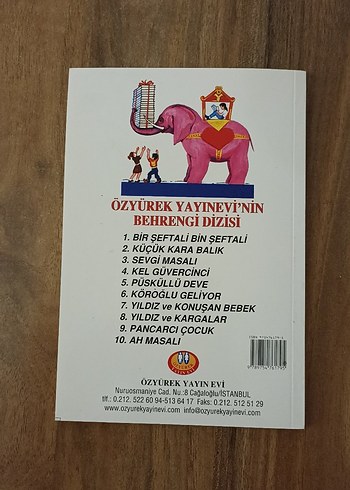 ÖZYÜREK YAYINEVİ'NİN
BEHRENGİ DİZİSİ
1. BİR ŞEFTALİ BİN ŞEFTALİ
2. KÜÇÜK KARA BALIK
3. SEVGİ MASALI
4. KEL GÜVERCİNCİ
5. PÜSKÜLLÜ DEVE
6. KÖROĞLU GELİYOR
7. YILDIZ ve KONUŞAN BEBEK
8. YILDIZ ve KARGALAR
9. PANCARCI ÇOCUK
10. AH MASALI
ÖZYÜREK YAYIN EVİ
Nuruosmaniye Cad. No.:8 Cağaloğlu/İSTANBUL
tlf.: 0.212. 522 60 94-513 64 17 Faks: 0.212. 512 51 29
www.ozyurekyayinevi.com info@ozyurekyayinevi.com